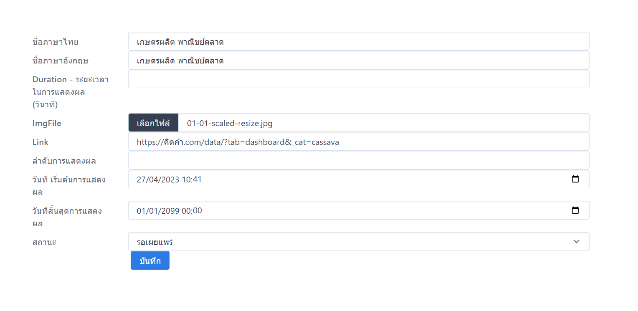 ชื่อภาษาไทย เกษตรผลิต พาณิชย์ตลาด
ชื่อภาษาอังกฤษ เกษตรผลิต พาณิชย์ตลาด
Duration - ระยะเวลา
ในการแสดงผล
(วินาที)
ImgFile เลือกไฟล์ 01-01-scaled-resize.jpg
Link https://คิดค้า.com/data/?tab=dashboard&_cat=cassava
ลำดับการแสดงผล
วันที่ เริ่มต้นการแสดง
ผล
27/04/2023 10:41
วันที่สิ้นสุดการแสดง
ผล
01/01/2099 00:00
สถานะ รอเผยแพร่
บันทึก